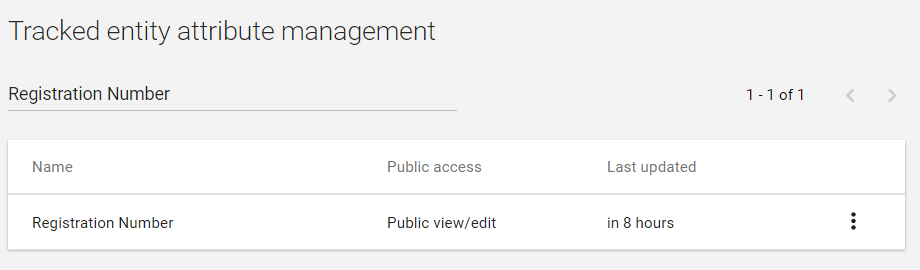 Tracked entity attribute management
Registration Number
1 - 1 of 1
Name Public access Last updated
Registration Number Public view/edit in 8 hours